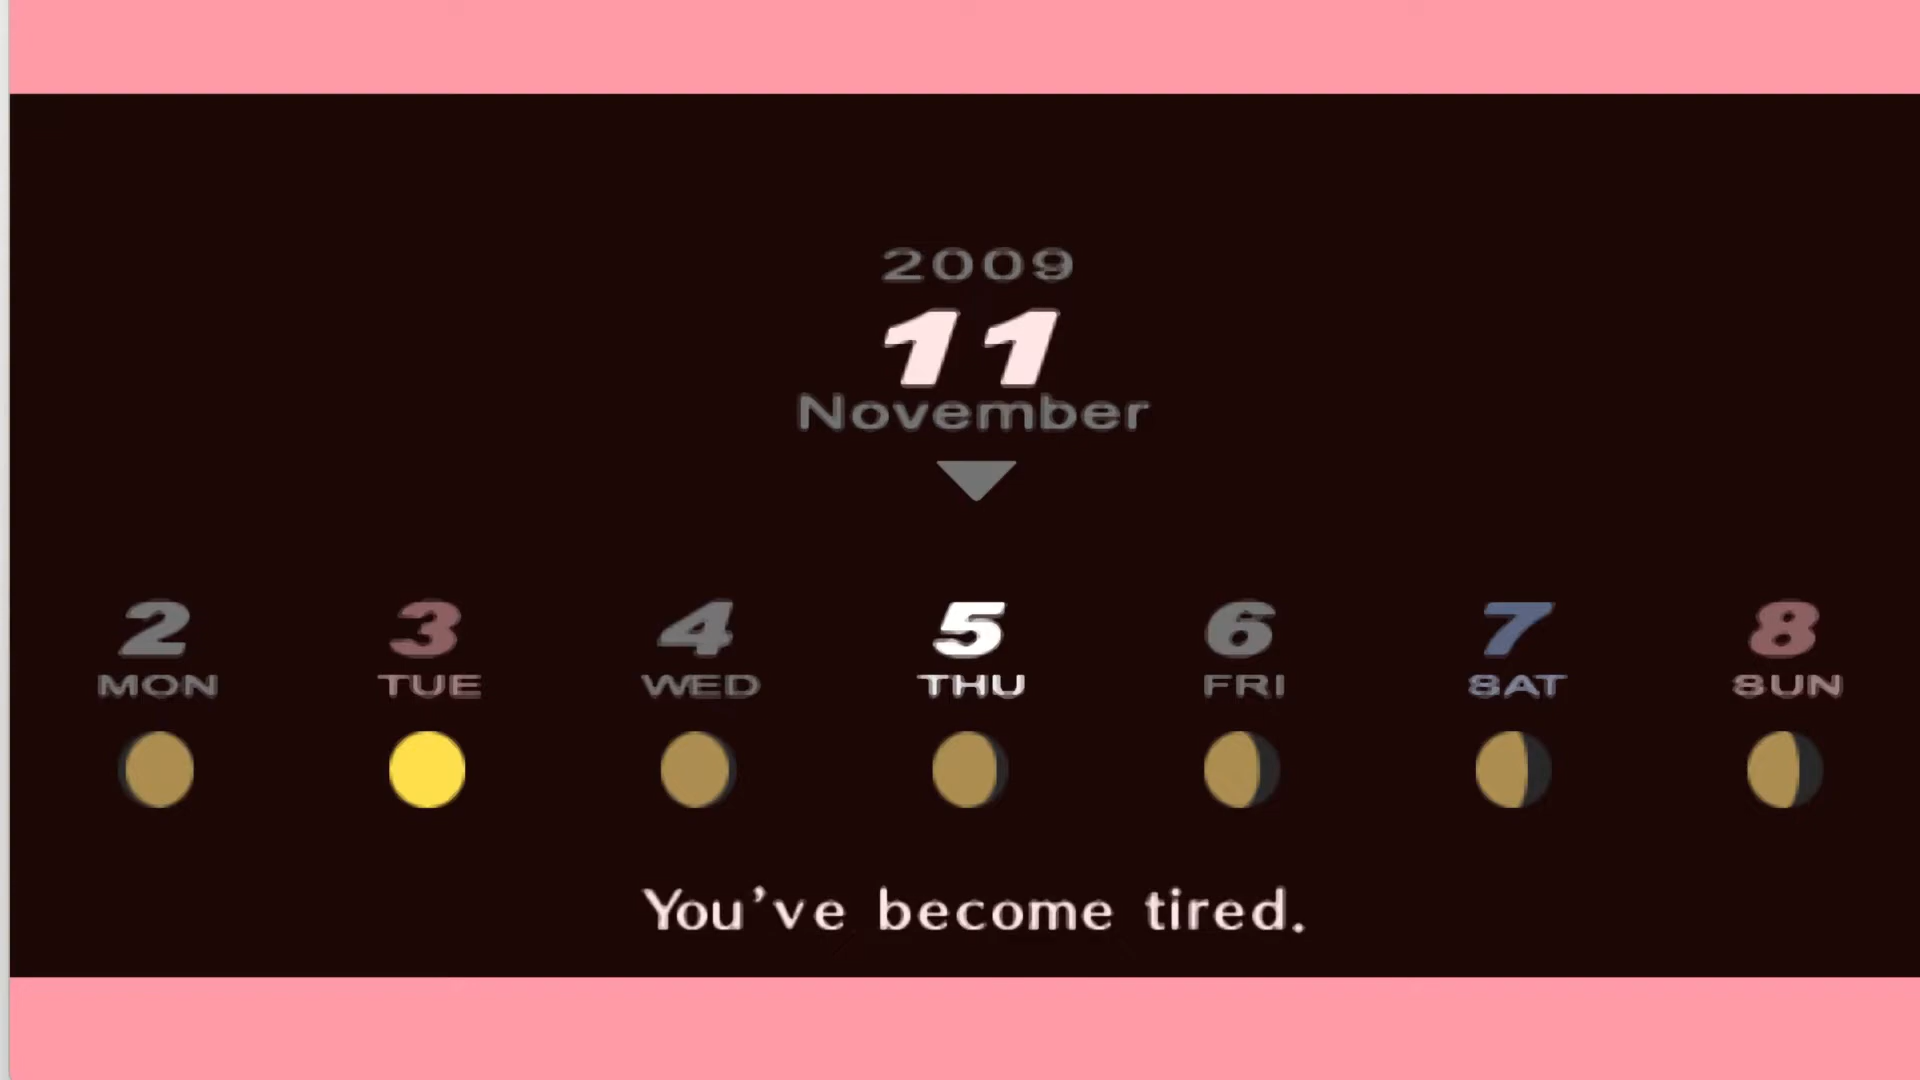 2009
11
November
2 3 4 5 6 7 8
MON TUE WED THU FRI SAT SUN
You've become tired.